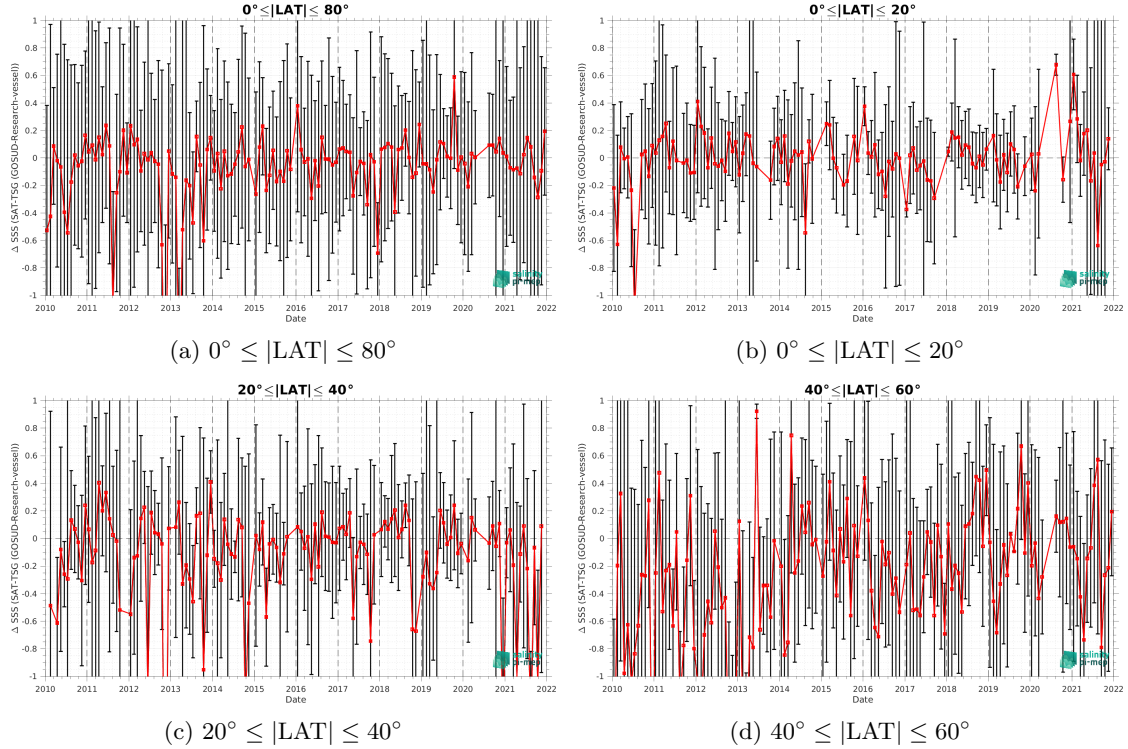 0°≤|LAT|≤ 80°
Δ SSS (SAT-TSG (GOSUD-Research-vessel))
1
0.8
0.6
0.4
0.2
0
-0.2
-0.4
-0.6
-0.8
-1
2010 2011 2012 2013 2014 2015 2016 2017 2018 2019 2020 2021 2022
Date
salinity
pi-mep
(a) 0° ≤ |LAT| ≤ 80°
0°≤|LAT|≤ 20°
Δ SSS (SAT-TSG (GOSUD-Research-vessel))
1
0.8
0.6
0.4
0.2
0
-0.2
-0.4
-0.6
-0.8
-1
2010 2011 2012 2013 2014 2015 2016 2017 2018 2019 2020 2021 2022
Date
salinity
pi-mep
(b) 0° ≤ |LAT| ≤ 20°
20°≤|LAT|≤ 40°
Δ SSS (SAT-TSG (GOSUD-Research-vessel))
1
0.8
0.6
0.4
0.2
0
-0.2
-0.4
-0.6
-0.8
-1
2010 2011 2012 2013 2014 2015 2016 2017 2018 2019 2020 2021 2022
Date
salinity
pi-mep
(c) 20° ≤ |LAT| ≤ 40°
40°≤|LAT|≤ 60°
Δ SSS (SAT-TSG (GOSUD-Research-vessel))
1
0.8
0.6
0.4
0.2
0
-0.2
-0.4
-0.6
-0.8
-1
2010 2011 2012 2013 2014 2015 2016 2017 2018 2019 2020 2021 2022
Date
salinity
pi-mep
(d) 40° ≤ |LAT| ≤ 60°